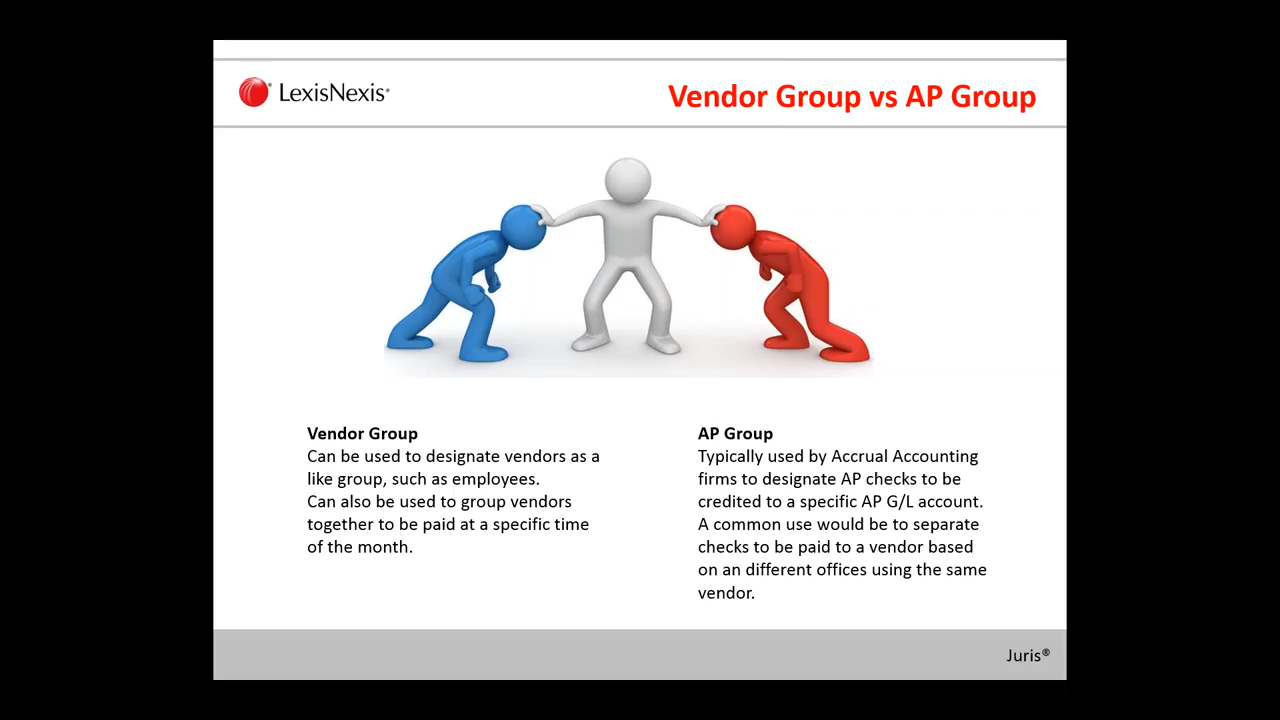 LexisNexis®
Vendor Group vs AP Group
Vendor Group
Can be used to designate vendors as a
like group, such as employees.
Can also be used to group vendors
together to be paid at a specific time
of the month.
AP Group
Typically used by Accrual Accounting
firms to designate AP checks to be
credited to a specific AP G/L account.
A common use would be to separate
checks to be paid to a vendor based
on an different offices using the same
vendor.
Juris®